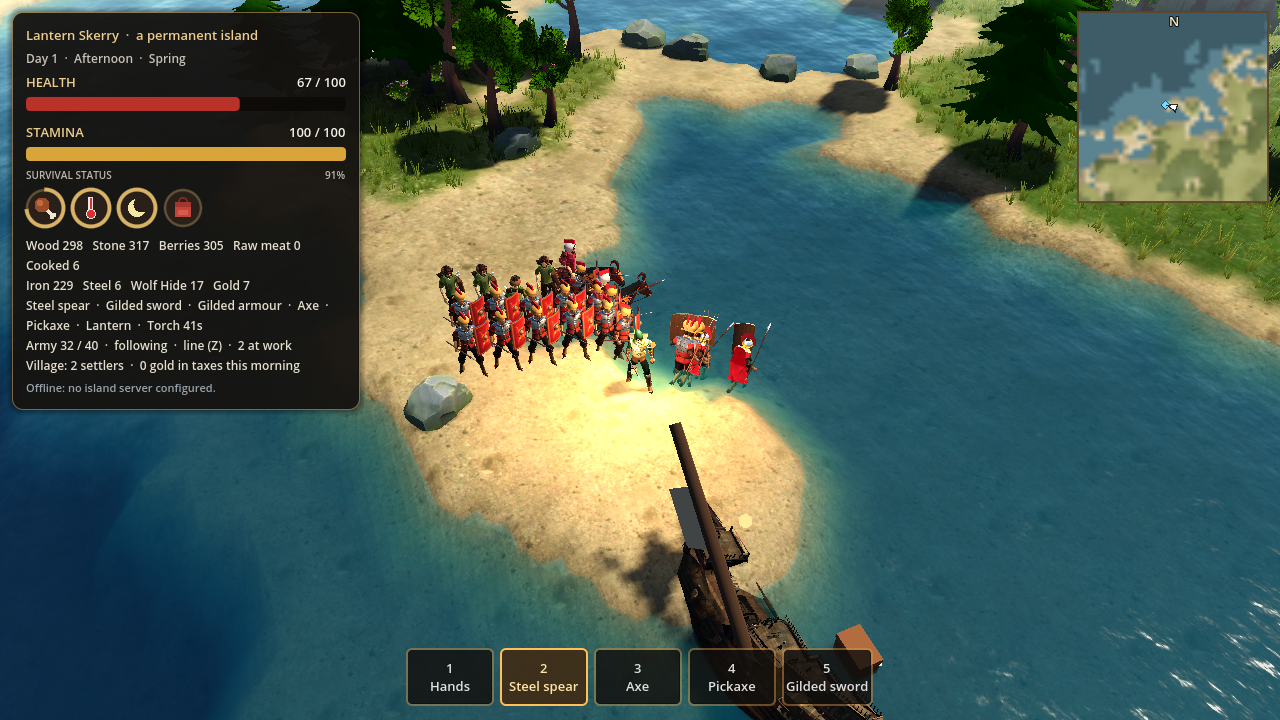 Lantern Skerry · a permanent island
Day 1 · Afternoon · Spring
HEALTH 67 / 100
STAMINA 100 / 100
SURVIVAL STATUS 91%
Wood 298 Stone 317 Berries 305 Raw meat 0
Cooked 6
Iron 229 Steel 6 Wolf Hide 17 Gold 7
Steel spear · Gilded sword · Gilded armour · Axe ·
Pickaxe · Lantern · Torch 41s
Army 32 / 40 · following · line (Z) · 2 at work
Village: 2 settlers · 0 gold in taxes this morning
Offline: no island server configured.
N
1 2 3 4 5
Hands Steel spear Axe Pickaxe Gilded sword